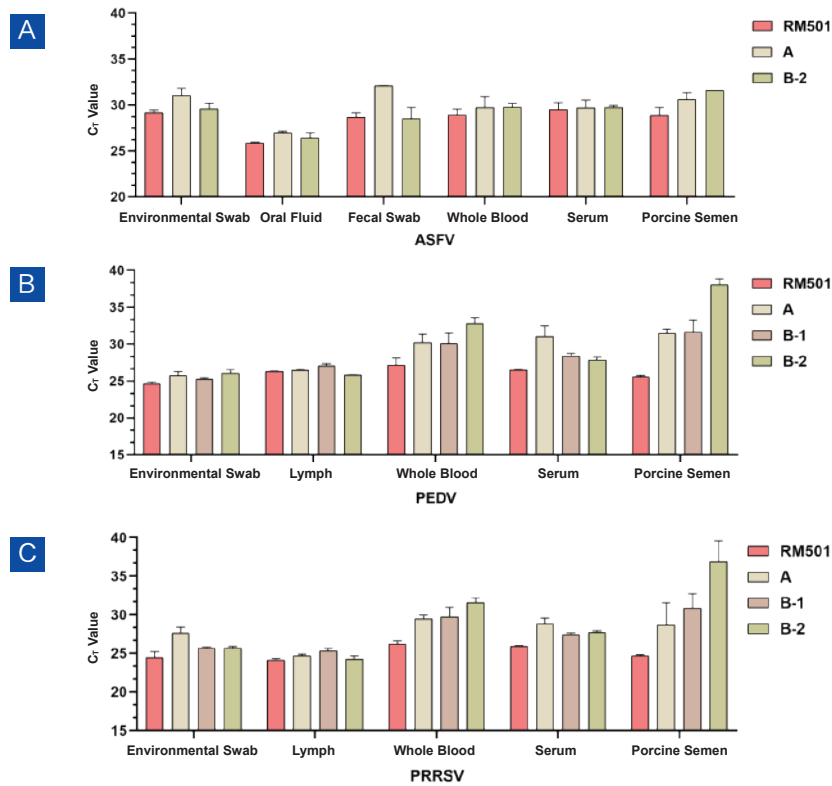 A
40
35
30
25
20
C_T Value
RM501
A
B-2
Environmental Swab Oral Fluid Fecal Swab Whole Blood Serum Porcine Semen
ASFV
B
40
35
30
25
20
15
C_T Value
RM501
A
B-1
B-2
Environmental Swab Lymph Whole Blood Serum Porcine Semen
PEDV
C
40
35
30
25
20
15
C_T Value
RM501
A
B-1
B-2
Environmental Swab Lymph Whole Blood Serum Porcine Semen
PRRSV